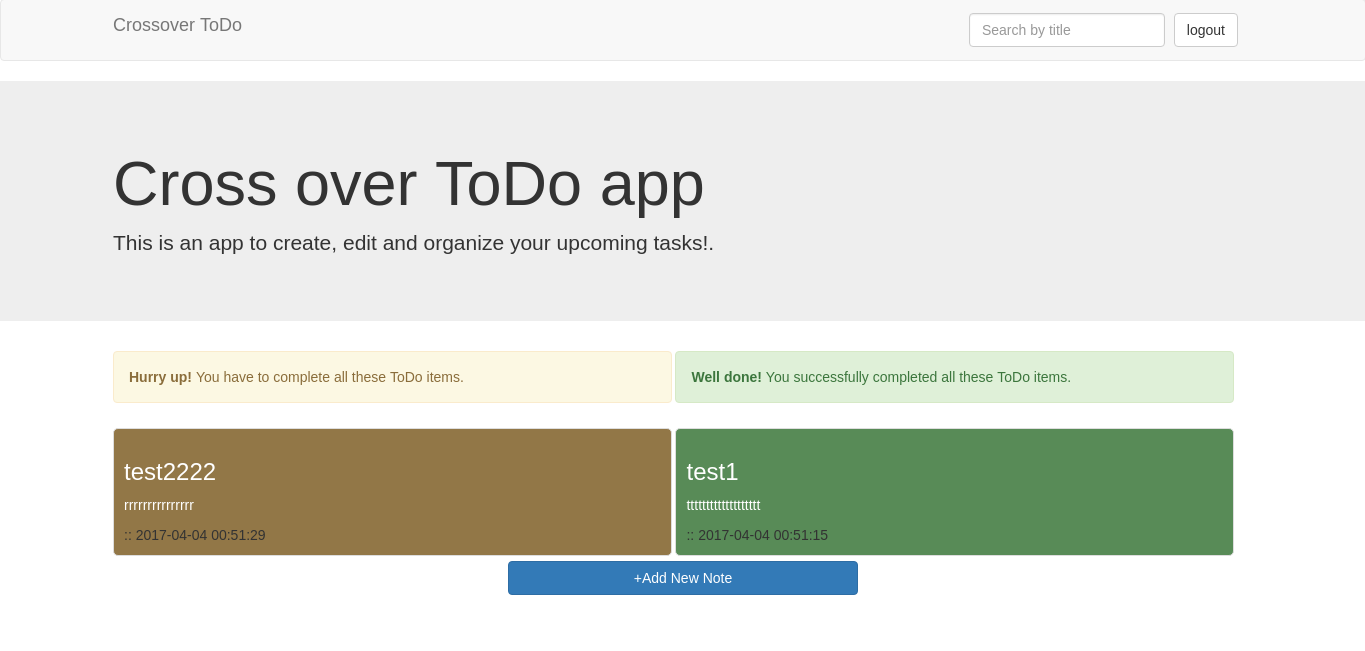 Crossover ToDo
Search by title
logout
Cross over ToDo app
This is an app to create, edit and organize your upcoming tasks!.
Hurry up! You have to complete all these ToDo items.
Well done! You successfully completed all these ToDo items.
test2222
rrrrrrrrrrrrrrr
:: 2017-04-04 00:51:29
test1
ttttttttttttttttttt
:: 2017-04-04 00:51:15
+Add New Note